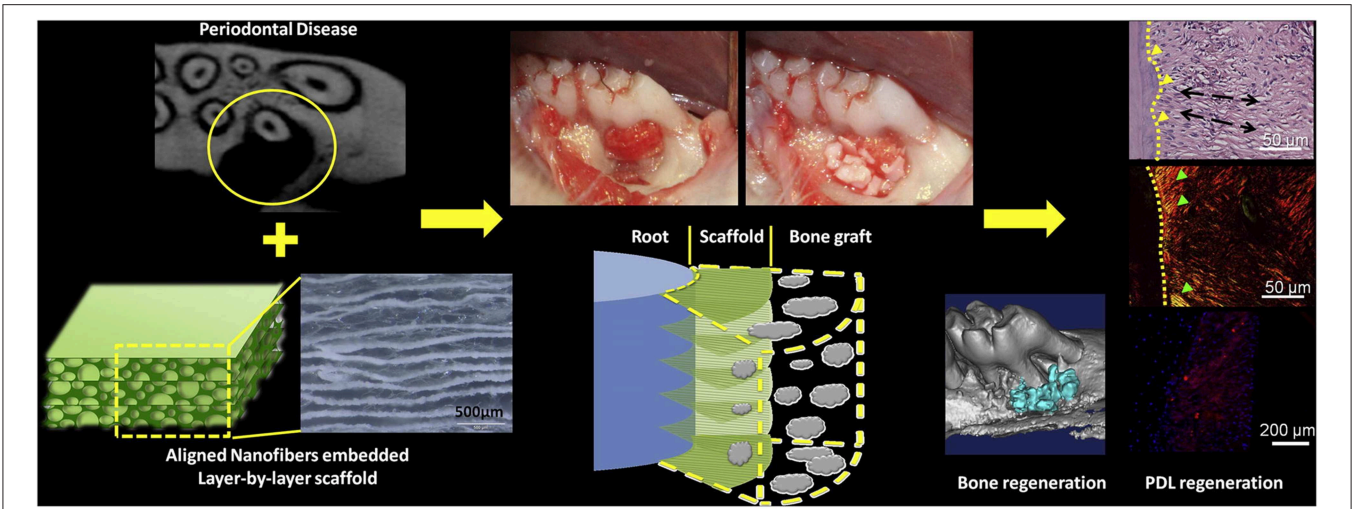 Periodontal Disease
+
500µm
Aligned Nanofibers embedded
Layer-by-layer scaffold
Root
Scaffold
Bone graft
Bone regeneration
50 µm
50 µm
200 µm
PDL regeneration